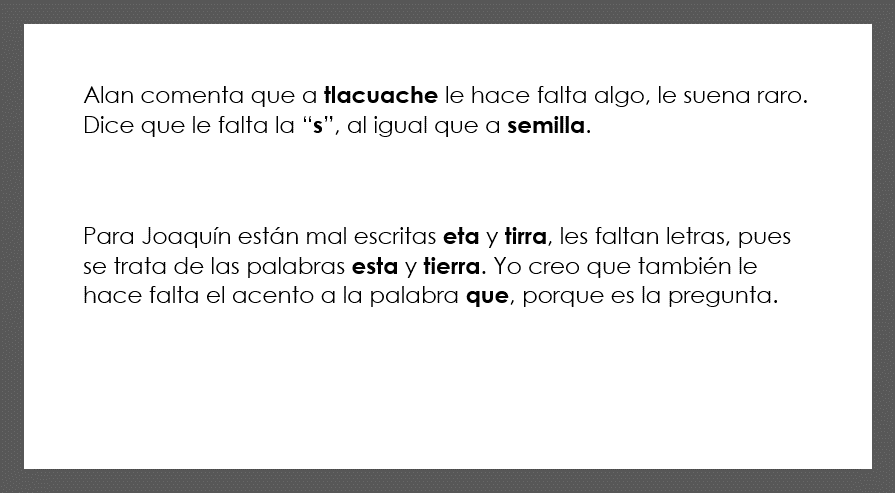 Alan comenta que a tlacuache le hace falta algo, le suena raro.
Dice que le falta la “s”, al igual que a semilla.
Para Joaquín están mal escritas eta y tirra, les faltan letras, pues
se trata de las palabras esta y tierra. Yo creo que también le
hace falta el acento a la palabra que, porque es la pregunta.